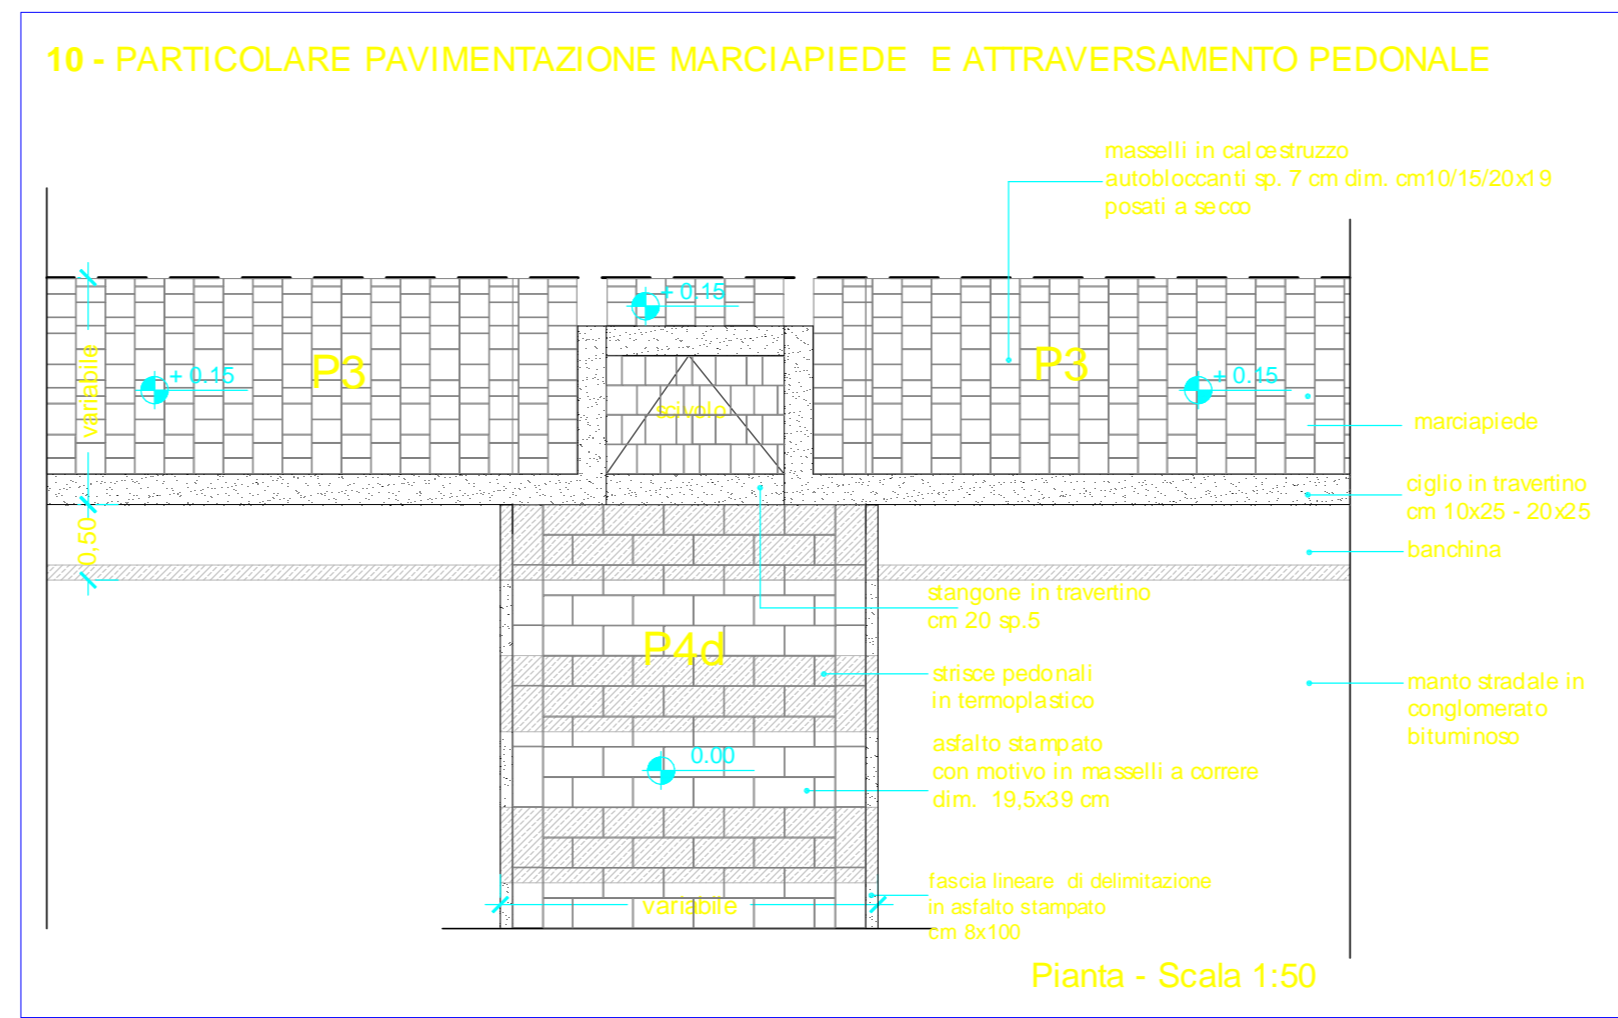 10 - PARTICOLARE PAVIMENTAZIONE MARCIAPIEDE E ATTRAVERSAMENTO PEDONALE
masselli in calcestruzzo
autobloccanti sp. 7 cm dim. cm10/15/20x19
posati a secco
+ 0.15
P3
P3
+ 0.15
+ 0.15
variabile
scivolo
marciapiede
ciglio in travertino
cm 10x25 - 20x25
0,50
banchina
stangone in travertino
cm 20 sp.5
P4d
strisce pedonali
in termoplastico
manto stradale in
conglomerato
bituminoso
0.00
asfalto stampato
con motivo in masselli a correre
dim. 19,5x39 cm
fascia lineare di delimitazione
in asfalto stampato
cm 8x100
variabile
Pianta - Scala 1:50